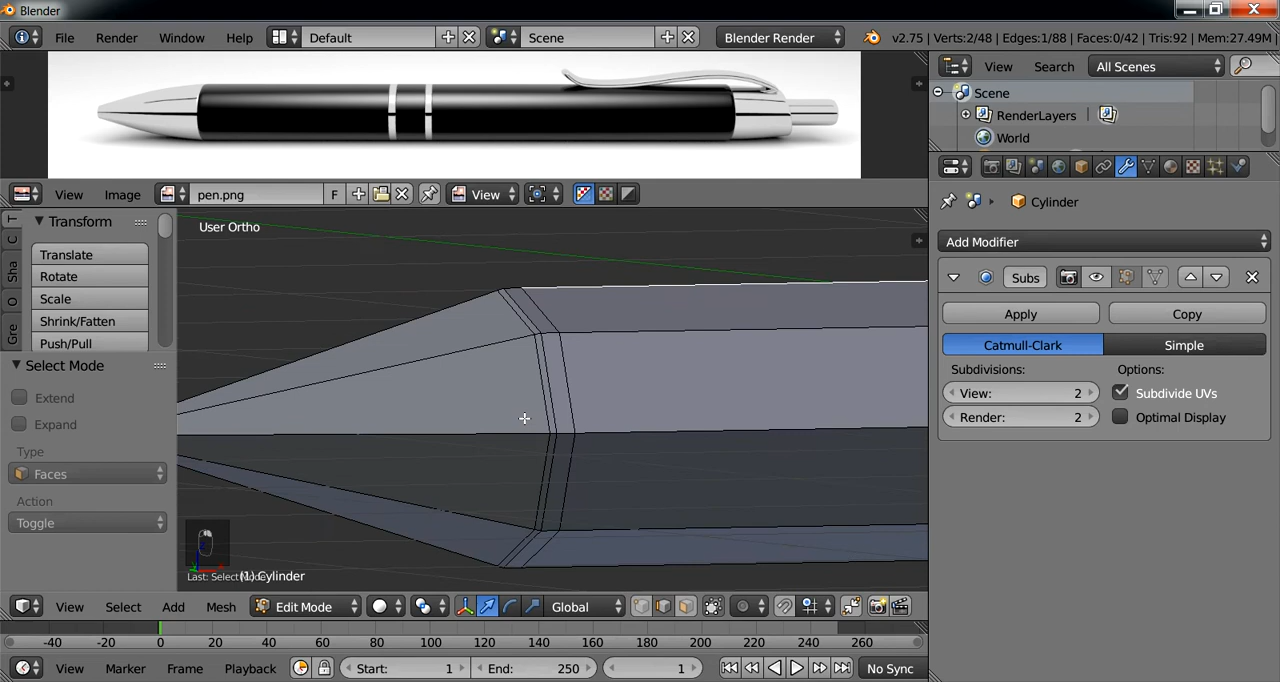 Blender
File Render Window Help Default Scene Blender Render v2.75 | Verts:2/48 | Edges:1/88 | Faces:0/42 | Tris:92 | Mem:27.49M
View Search All Scenes
Scene
RenderLayers
World
View Image pen.png F View
Cylinder
Transform
Translate
Rotate
Scale
Shrink/Fatten
Push/Pull
T
C
Sha
O
Gre
User Ortho
Add Modifier
Subs
Apply Copy
Catmull-Clark Simple
Subdivisions: Options:
View: 2 Subdivide UVs
Render: 2 Optimal Display
Select Mode
Extend
Expand
Type
Faces
Action
Toggle
(1) Cylinder
View Select Add Mesh Edit Mode Global
-40 -20 0 20 40 60 80 100 120 140 160 180 200 220 240 260
View Marker Frame Playback Start: 1 End: 250 1 No Sync